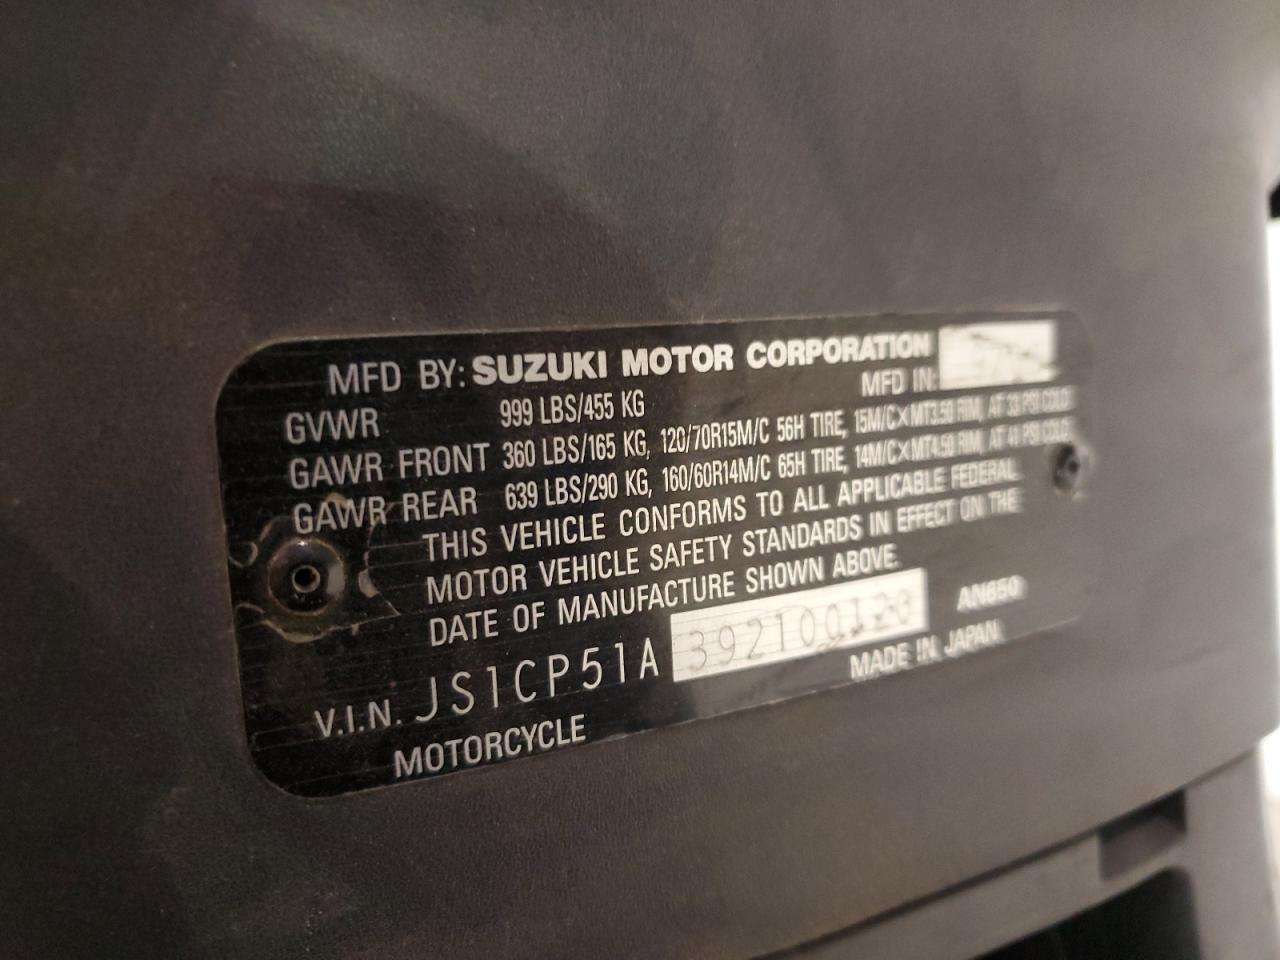 MFD BY: SUZUKI MOTOR CORPORATION
MFD IN:
GVWR 999 LBS/455 KG
GAWR FRONT 360 LBS/165 KG, 120/70R15M/C 56H TIRE, 15M/C×MT3.50 RIM, AT 33 PSI COLD
GAWR REAR 639 LBS/290 KG, 160/60R14M/C 65H TIRE, 14M/C×MT4.50 RIM, AT 41 PSI COLD
THIS VEHICLE CONFORMS TO ALL APPLICABLE FEDERAL
MOTOR VEHICLE SAFETY STANDARDS IN EFFECT ON THE
DATE OF MANUFACTURE SHOWN ABOVE.
AN650
V.I.N. JS1CP51A392100120
MOTORCYCLE MADE IN JAPAN